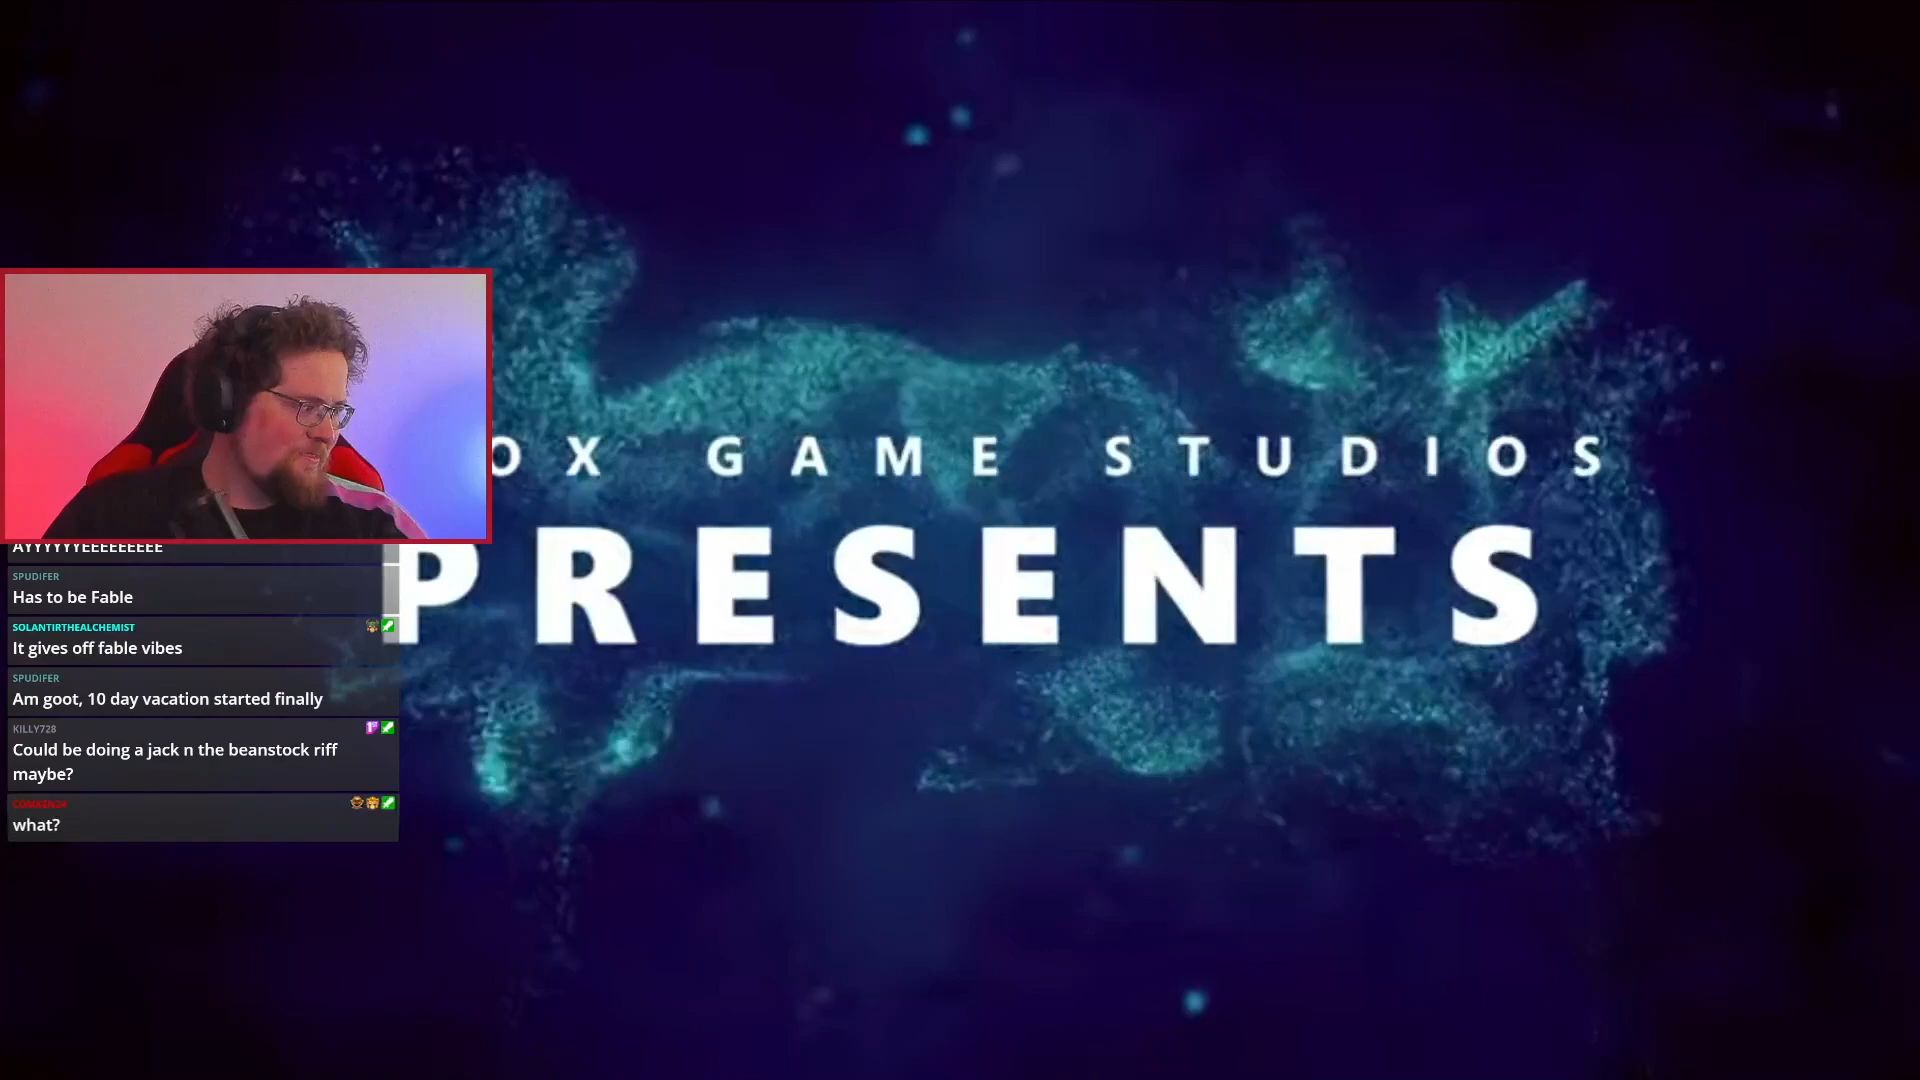 OX GAME STUDIOS
PRESENTS
AYYYYYYEEEEEEEEE
SPUDIFER
Has to be Fable
SOLANTIRTHEALCHEMIST
It gives off fable vibes
SPUDIFER
Am goot, 10 day vacation started finally
KILLY728
Could be doing a jack n the beanstock riff
maybe?
COMXEN24
what?